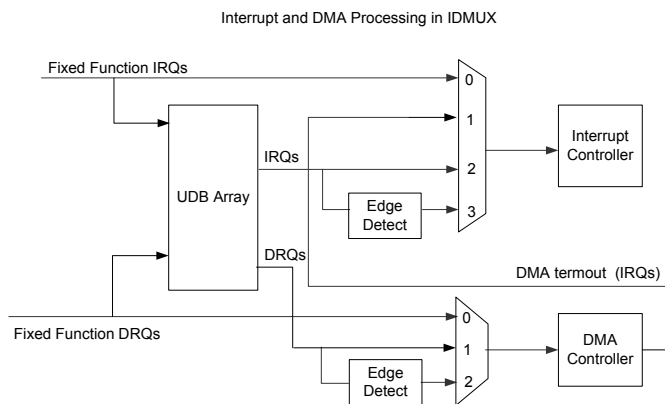 Interrupt and DMA Processing in IDMUX
Fixed Function IRQs
0
1
Interrupt
Controller
IRQs
UDB Array
2
Edge
Detect
3
DRQs
DMA termout (IRQs)
Fixed Function DRQs
0
1
DMA
Controller
Edge
Detect
2